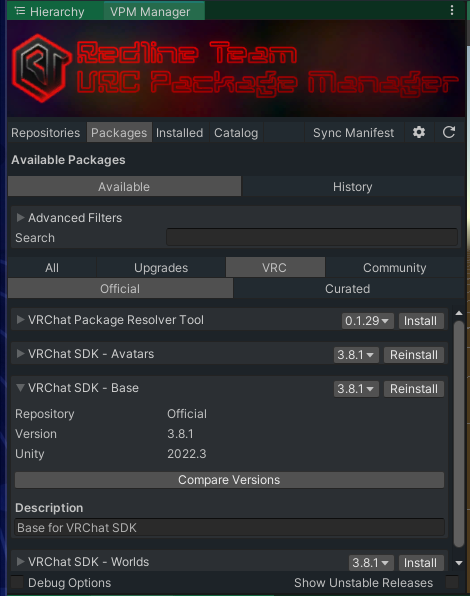 Hierarchy VPM Manager
Redline Team
VRC Package Manager
Repositories Packages Installed Catalog Sync Manifest
Available Packages
Available History
Advanced Filters
Search
All Upgrades VRC Community
Official Curated
VRChat Package Resolver Tool 0.1.29 Install
VRChat SDK - Avatars 3.8.1 Reinstall
VRChat SDK - Base 3.8.1 Reinstall
Repository Official
Version 3.8.1
Unity 2022.3
Compare Versions
Description
Base for VRChat SDK
VRChat SDK - Worlds 3.8.1 Install
Debug Options Show Unstable Releases